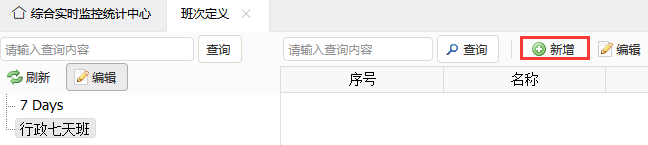 综合实时监控统计中心 班次定义
请输入查询内容 查询 请输入查询内容 查询 新增 编辑
刷新 编辑 序号 名称
7 Days
行政七天班